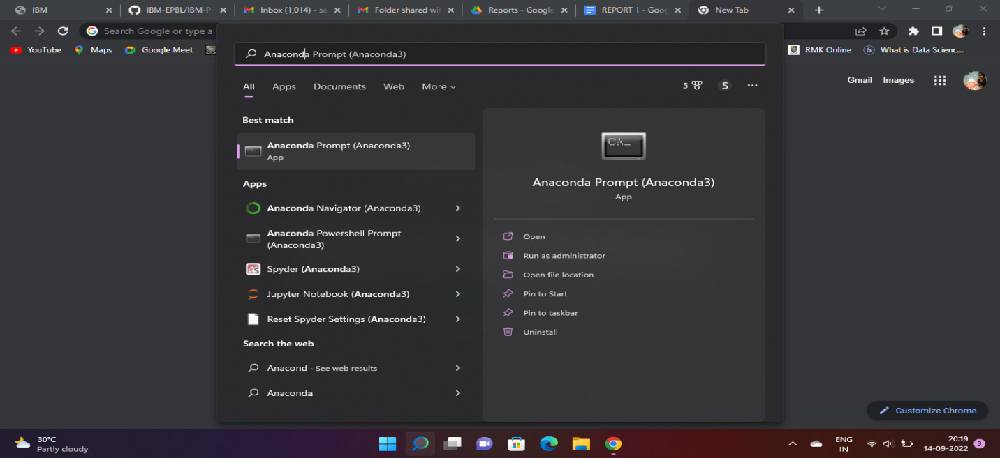 IBM
IBM-EPBL/IBM-Pr
Inbox (1,014) - sa
Folder shared wit
Reports - Google
REPORT 1 - Goog
New Tab
Search Google or type a
YouTube
Maps
Google Meet
RMK Online
What is Data Scienc...
Gmail
Images
Anaconda Prompt (Anaconda3)
All
Apps
Documents
Web
More
5
S
Best match
Anaconda Prompt (Anaconda3)
App
Apps
Anaconda Navigator (Anaconda3)
Anaconda Powershell Prompt
(Anaconda3)
Spyder (Anaconda3)
Jupyter Notebook (Anaconda3)
Reset Spyder Settings (Anaconda3)
Search the web
Anacond - See web results
Anaconda
C:\_
Anaconda Prompt (Anaconda3)
App
Open
Run as administrator
Open file location
Pin to Start
Pin to taskbar
Uninstall
Customize Chrome
30°C
Partly cloudy
ENG
IN
20:19
14-09-2022
3